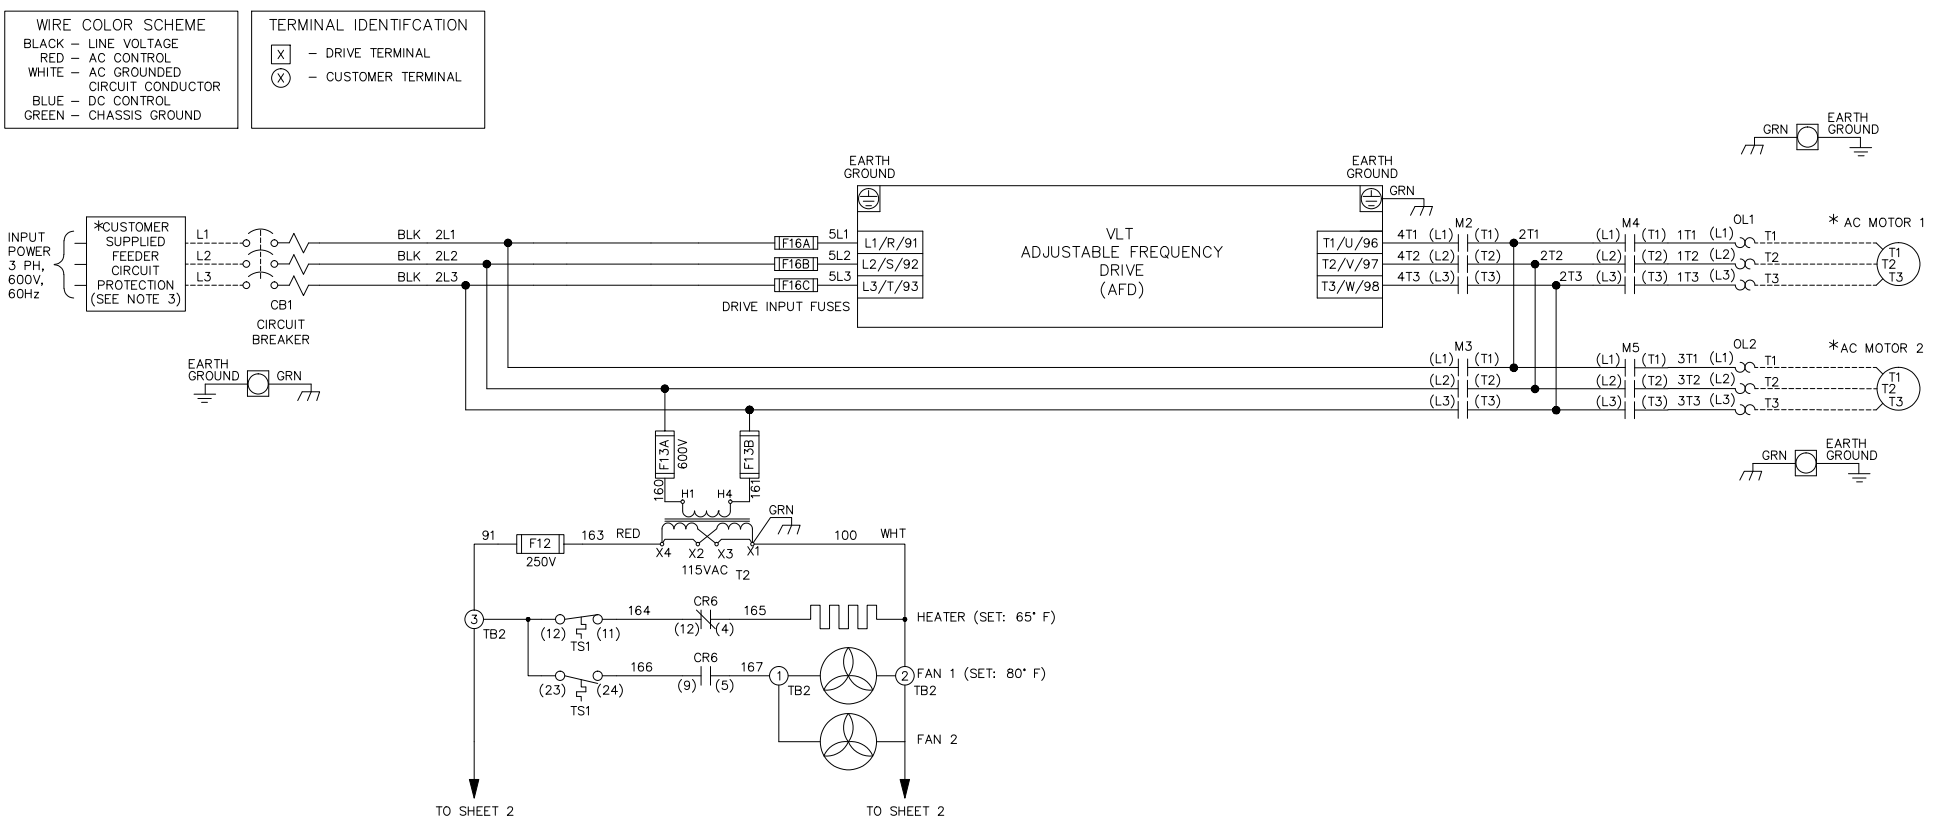 WIRE COLOR SCHEME
BLACK – LINE VOLTAGE
RED – AC CONTROL
WHITE – AC GROUNDED
CIRCUIT CONDUCTOR
BLUE – DC CONTROL
GREEN – CHASSIS GROUND
TERMINAL IDENTIFCATION
X – DRIVE TERMINAL
X – CUSTOMER TERMINAL
INPUT
POWER
3 PH,
600V,
60Hz
*CUSTOMER
SUPPLIED
FEEDER
CIRCUIT
PROTECTION
(SEE NOTE 3)
L1
L2
L3
CB1
CIRCUIT
BREAKER
EARTH
GROUND
GRN
BLK 2L1
BLK 2L2
BLK 2L3
F16A 5L1
F16B 5L2
F16C 5L3
DRIVE INPUT FUSES
EARTH
GROUND
L1/R/91
L2/S/92
L3/T/93
VLT
ADJUSTABLE FREQUENCY
DRIVE
(AFD)
EARTH
GROUND
GRN
T1/U/96
T2/V/97
T3/W/98
4T1 (L1) M2 (T1) 2T1 (L1) M4 (T1) 1T1 (L1) OL1 T1
4T2 (L2) (T2) 2T2 (L2) (T2) 1T2 (L2) T2
4T3 (L3) (T3) 2T3 (L3) (T3) 1T3 (L3) T3
GRN
EARTH
GROUND
* AC MOTOR 1
T1
T2
T3
(L1) M3 (T1) (L1) M5 (T1) 3T1 (L1) OL2 T1
(L2) (T2) (L2) (T2) 3T2 (L2) T2
(L3) (T3) (L3) (T3) 3T3 (L3) T3
*AC MOTOR 2
T1
T2
T3
GRN
EARTH
GROUND
F13A
600V
F13B
160
161
H1 H4
GRN
91 F12 163 RED
250V
X4 X2 X3 X1
115VAC T2
100 WHT
3
TB2
(12) (11)
TS1
164
CR6
(12) (4)
165
HEATER (SET: 65° F)
(23) (24)
TS1
166
CR6
(9) (5)
167
1
TB2
2
TB2
FAN 1 (SET: 80° F)
FAN 2
TO SHEET 2
TO SHEET 2